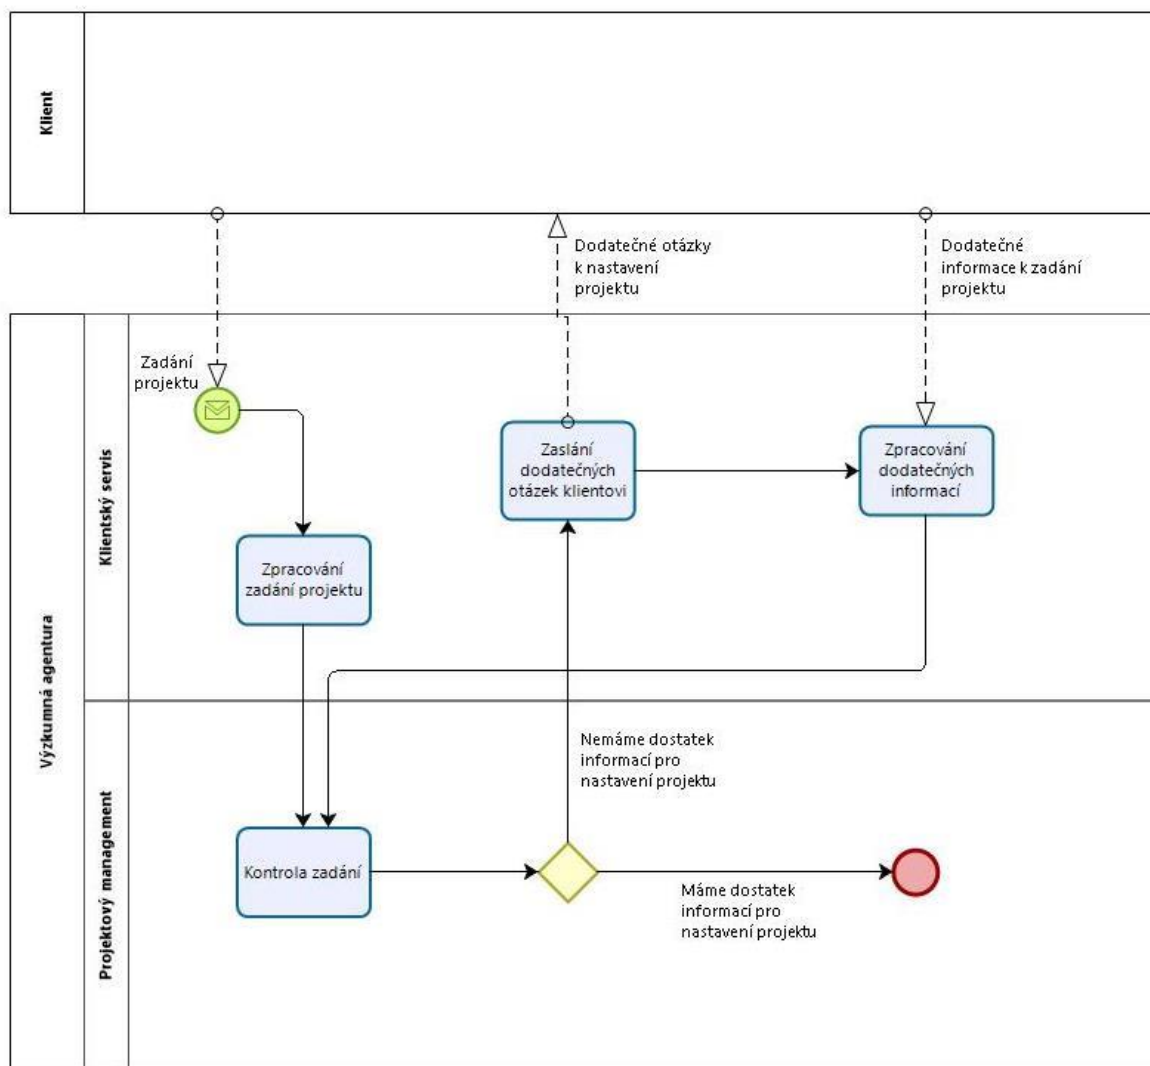 Klient
Dodatečné otázky
k nastavení
projektu
Dodatečné
informace k zadání
projektu
Výzkumná agentura
Klientský servis
Zadání
projektu
Zaslání
dodatečných
otázek klientovi
Zpracování
dodatečných
informací
Zpracování
zadání projektu
Projektový management
Nemáme dostatek
informací pro
nastavení projektu
Kontrola zadání
Máme dostatek
informací pro
nastavení projektu